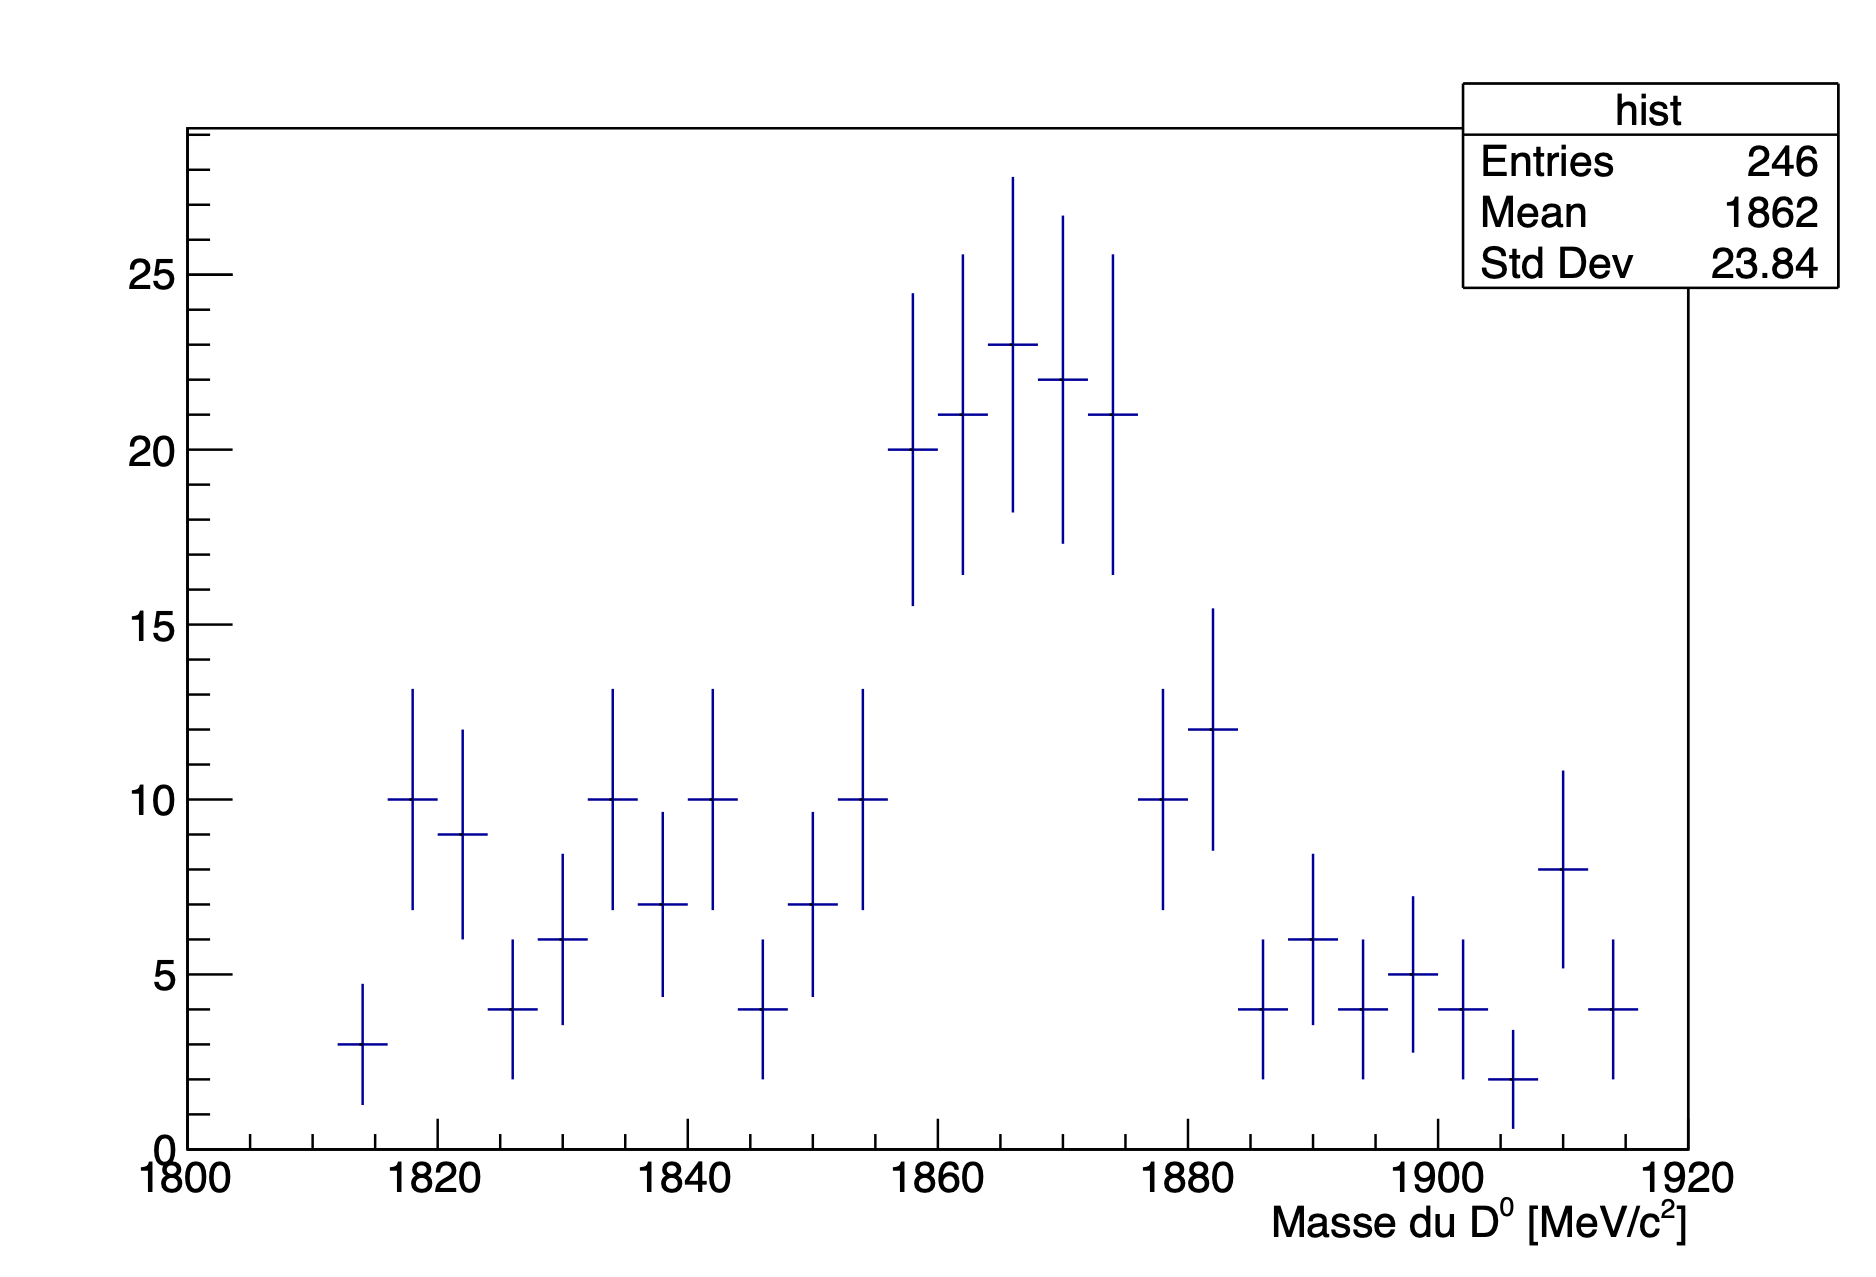 hist
Entries 246
Mean 1862
Std Dev 23.84
25
20
15
10
5
0
1800 1820 1840 1860 1880 1900 1920
Masse du D⁰ [MeV/c²]